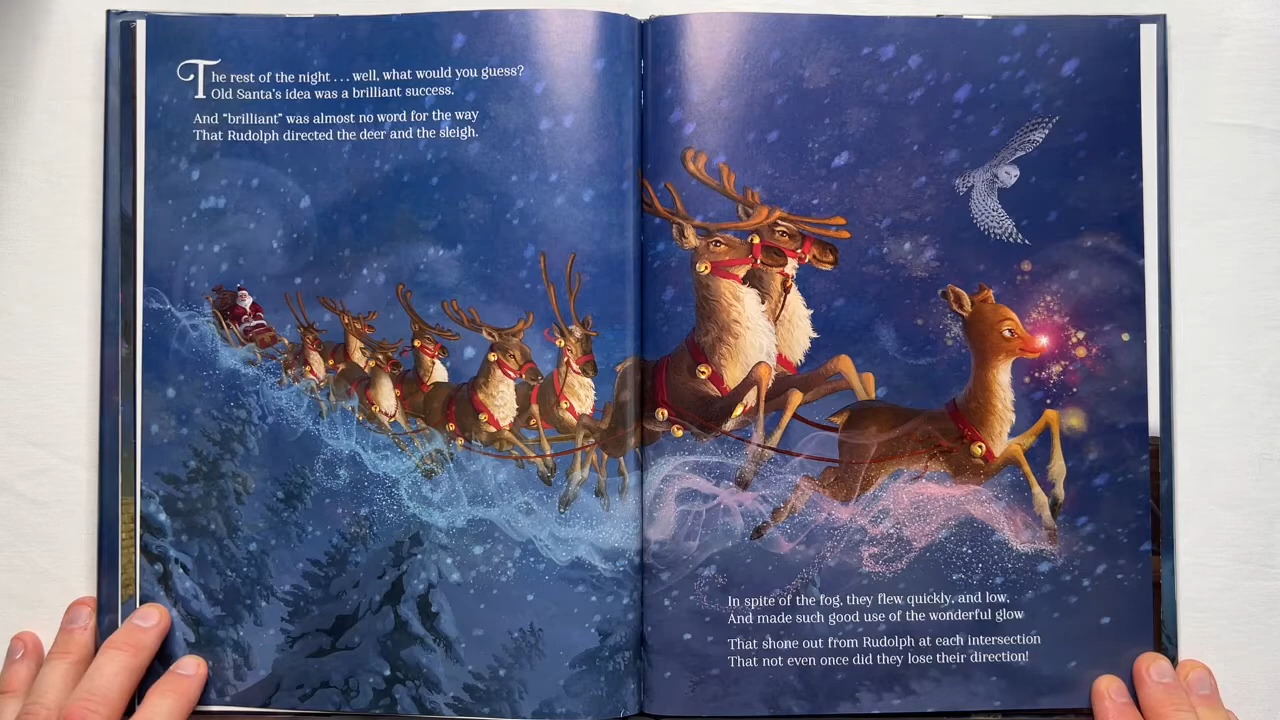 The rest of the night . . . well, what would you guess?
Old Santa's idea was a brilliant success.
And “brilliant” was almost no word for the way
That Rudolph directed the deer and the sleigh.
In spite of the fog, they flew quickly, and low,
And made such good use of the wonderful glow
That shone out from Rudolph at each intersection
That not even once did they lose their direction!